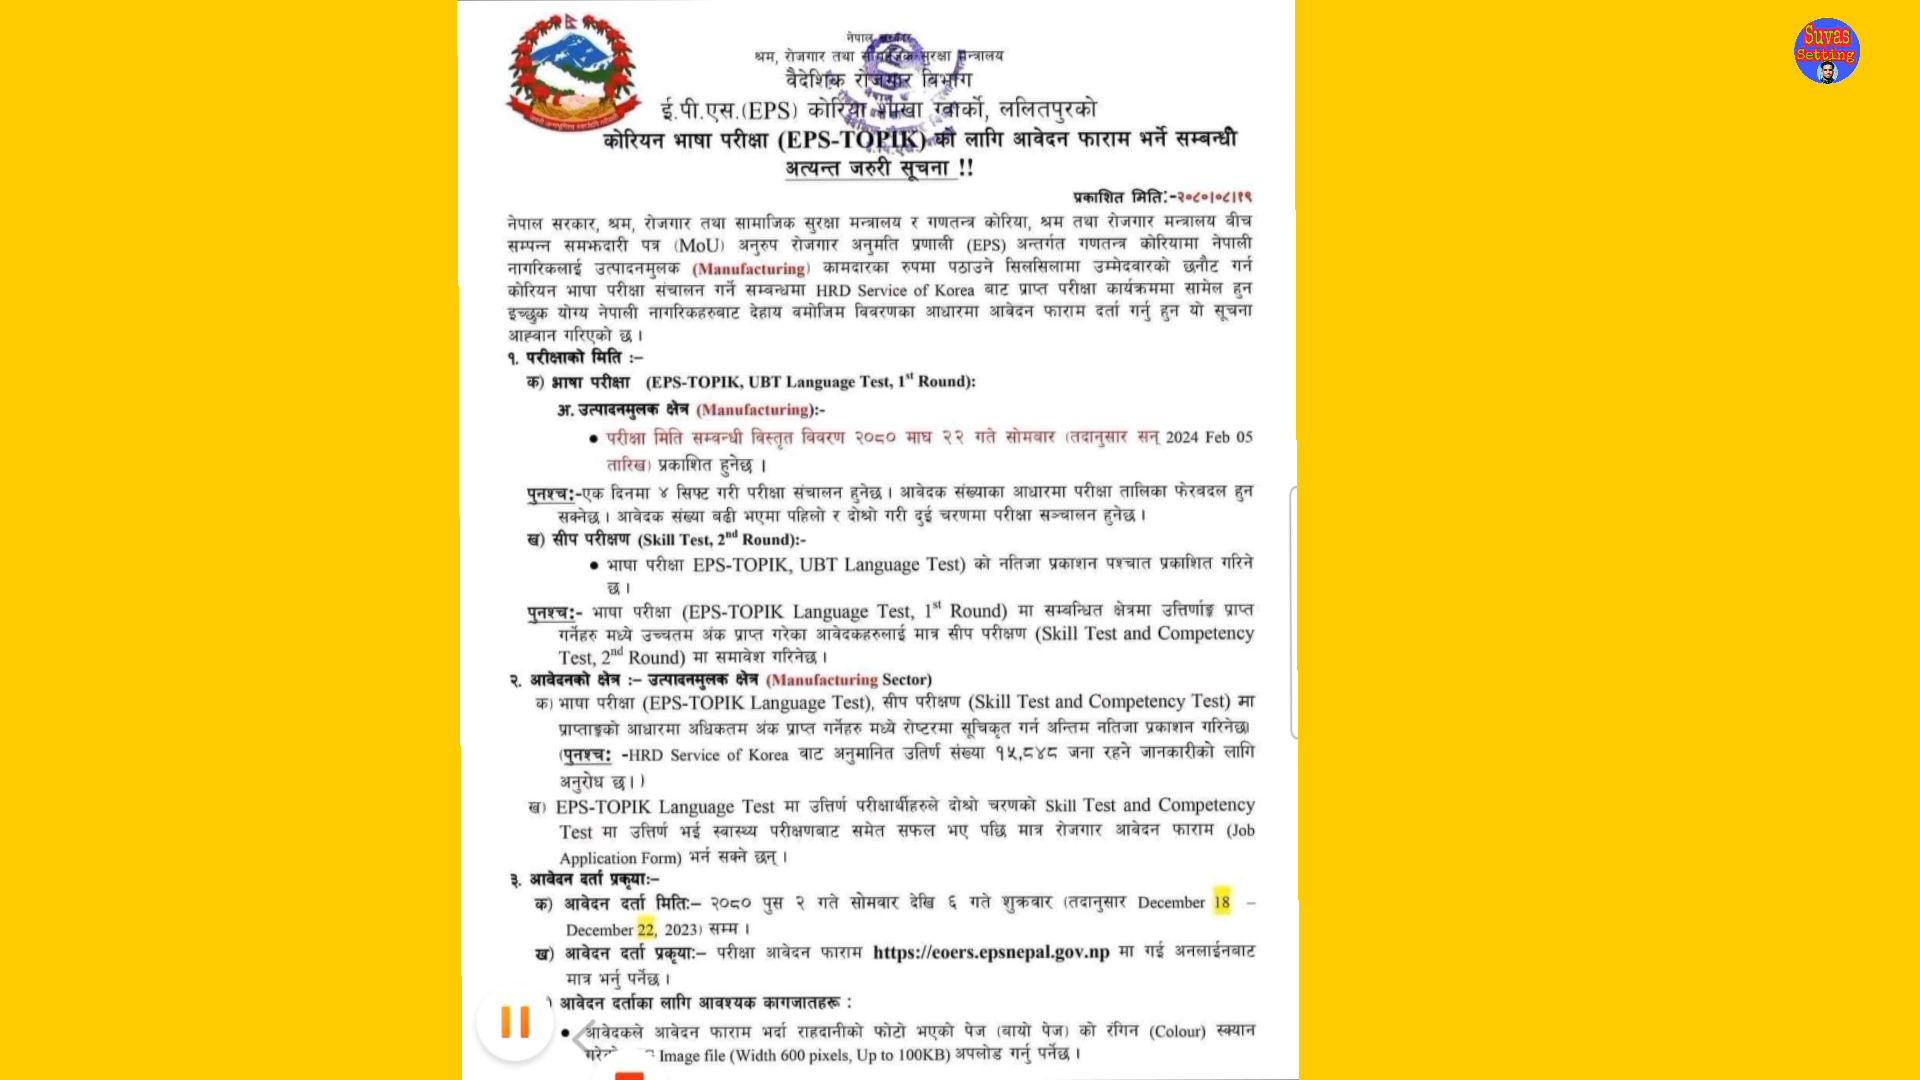 नेपाल सरकार
श्रम, रोजगार तथा सामाजिक सुरक्षा मन्त्रालय
वैदेशिक रोजगार विभाग
ई.पी.एस.(EPS) कोरिया शाखा ग्वार्को, ललितपुरको
कोरियन भाषा परीक्षा (EPS-TOPIK) को लागि आवेदन फाराम भर्ने सम्बन्धी
अत्यन्त जरुरी सूचना !!
Suvas
Setting
प्रकाशित मिति:-२०८०।०८।१९
नेपाल सरकार, श्रम, रोजगार तथा सामाजिक सुरक्षा मन्त्रालय र गणतन्त्र कोरिया, श्रम तथा रोजगार मन्त्रालय बीच
सम्पन्न समझदारी पत्र (MoU) अनुरुप रोजगार अनुमति प्रणाली (EPS) अन्तर्गत गणतन्त्र कोरियामा नेपाली
नागरिकलाई उत्पादनमुलक (Manufacturing) कामदारका रुपमा पठाउने सिलसिलामा उम्मेदवारको छनौट गर्न
कोरियन भाषा परीक्षा संचालन गर्ने सम्बन्धमा HRD Service of Korea बाट प्राप्त परीक्षा कार्यक्रममा सामेल हुन
इच्छुक योग्य नेपाली नागरिकहरुबाट देहाय बमोजिम विवरणका आधारमा आवेदन फाराम दर्ता गर्नु हुन यो सूचना
आह्वान गरिएको छ ।
१. परीक्षाको मिति :–
क) भाषा परीक्षा (EPS-TOPIK, UBT Language Test, 1st Round):
अ. उत्पादनमुलक क्षेत्र (Manufacturing):-
● परीक्षा मिति सम्बन्धी विस्तृत विवरण २०८० माघ २२ गते सोमबार (तदानुसार सन् 2024 Feb 05
तारिख) प्रकाशित हुनेछ ।
पुनश्च:-एक दिनमा ४ सिफ्ट गरी परीक्षा संचालन हुनेछ । आवेदक संख्याका आधारमा परीक्षा तालिका फेरबदल हुन
सक्नेछ । आवेदक संख्या बढी भएमा पहिलो र दोश्रो गरी दुई चरणमा परीक्षा सञ्चालन हुनेछ ।
ख) सीप परीक्षण (Skill Test, 2nd Round):-
● भाषा परीक्षा EPS-TOPIK, UBT Language Test) को नतिजा प्रकाशन पश्चात प्रकाशित गरिने
छ ।
पुनश्च:- भाषा परीक्षा (EPS-TOPIK Language Test, 1st Round) मा सम्बन्धित क्षेत्रमा उत्तिर्णाङ्क प्राप्त
गर्नेहरु मध्ये उच्चतम अंक प्राप्त गरेका आवेदकहरुलाई मात्र सीप परीक्षण (Skill Test and Competency
Test, 2nd Round) मा समावेश गरिनेछ ।
२. आवेदनको क्षेत्र :– उत्पादनमुलक क्षेत्र (Manufacturing Sector)
क) भाषा परीक्षा (EPS-TOPIK Language Test), सीप परीक्षण (Skill Test and Competency Test) मा
प्राप्ताङ्कको आधारमा अधिकतम अंक प्राप्त गर्नेहरु मध्ये रोष्टरमा सूचिकृत गर्न अन्तिम नतिजा प्रकाशन गरिनेछ।
(पुनश्च: -HRD Service of Korea बाट अनुमानित उतिर्ण संख्या १५,८४८ जना रहने जानकारीको लागि
अनुरोध छ। )
ख) EPS-TOPIK Language Test मा उत्तिर्ण परीक्षार्थीहरुले दोश्रो चरणको Skill Test and Competency
Test मा उत्तिर्ण भई स्वास्थ्य परीक्षणबाट समेत सफल भए पछि मात्र रोजगार आवेदन फाराम (Job
Application Form) भर्न सक्ने छन् ।
३. आवेदन दर्ता प्रकृयाः–
क) आवेदन दर्ता मितिः– २०८० पुस २ गते सोमबार देखि ६ गते शुक्रबार (तदानुसार December 18 –
December 22, 2023) सम्म ।
ख) आवेदन दर्ता प्रकृयाः– परीक्षा आवेदन फाराम https://eoers.epsnepal.gov.np मा गई अनलाईनबाट
मात्र भर्नु पर्नेछ ।
) आवेदन दर्ताका लागि आवश्यक कागजातहरू :
● आवेदकले आवेदन फाराम भर्दा राहदानीको फोटो भएको पेज (बायो पेज) को रंगिन (Colour) स्क्यान
Image file (Width 600 pixels, Up to 100KB) अपलोड गर्नु पर्नेछ ।